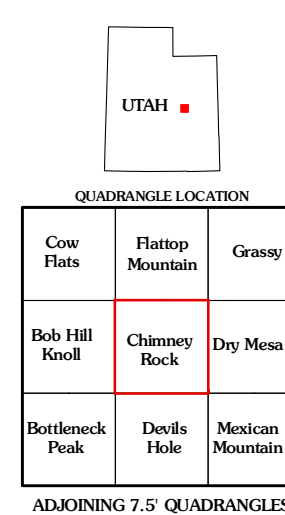 UTAH
QUADRANGLE LOCATION
Cow Flattop Grassy
Flats Mountain
Bob Hill Chimney Dry Mesa
Knoll Rock
Bottleneck Devils Mexican
Peak Hole Mountain
ADJOINING 7.5' QUADRANGLES